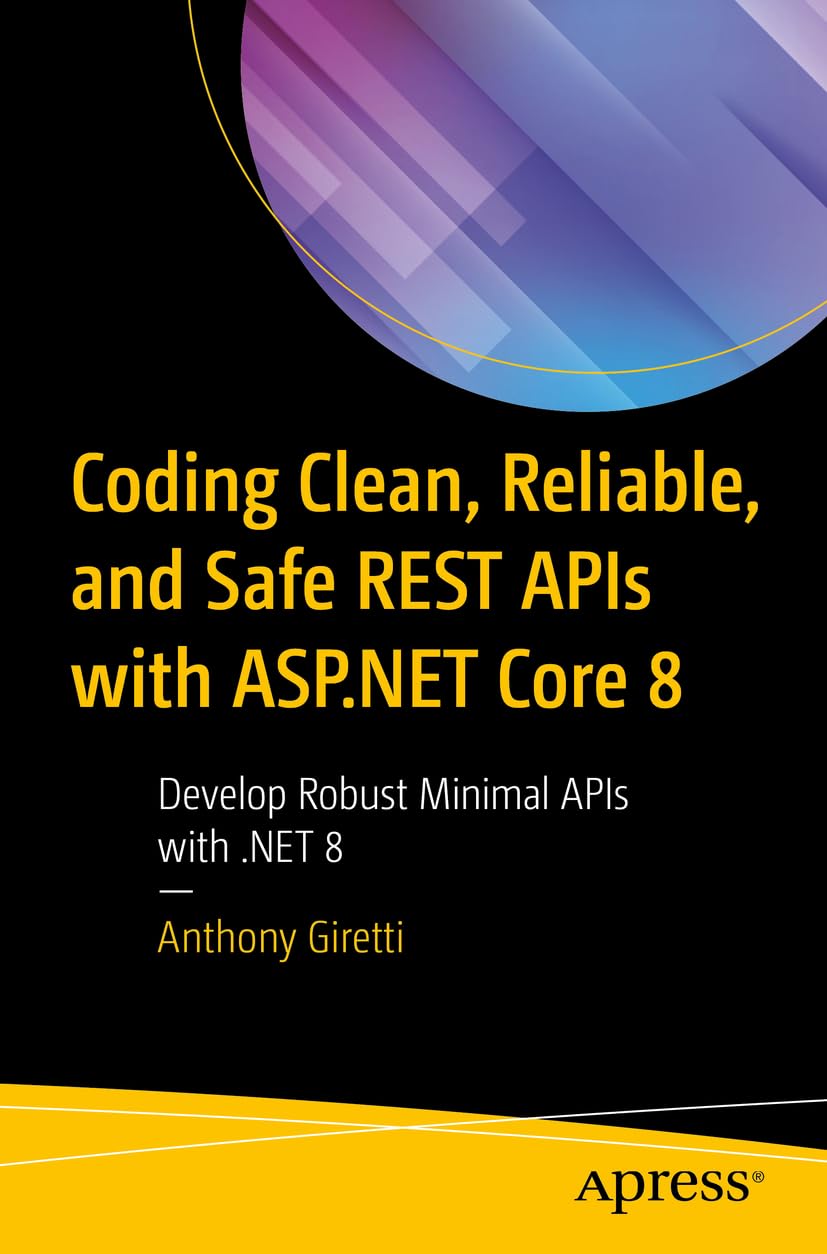 Coding Clean, Reliable,
and Safe REST APIs
with ASP.NET Core 8
Develop Robust Minimal APIs
with .NET 8
Anthony Giretti
Apress®